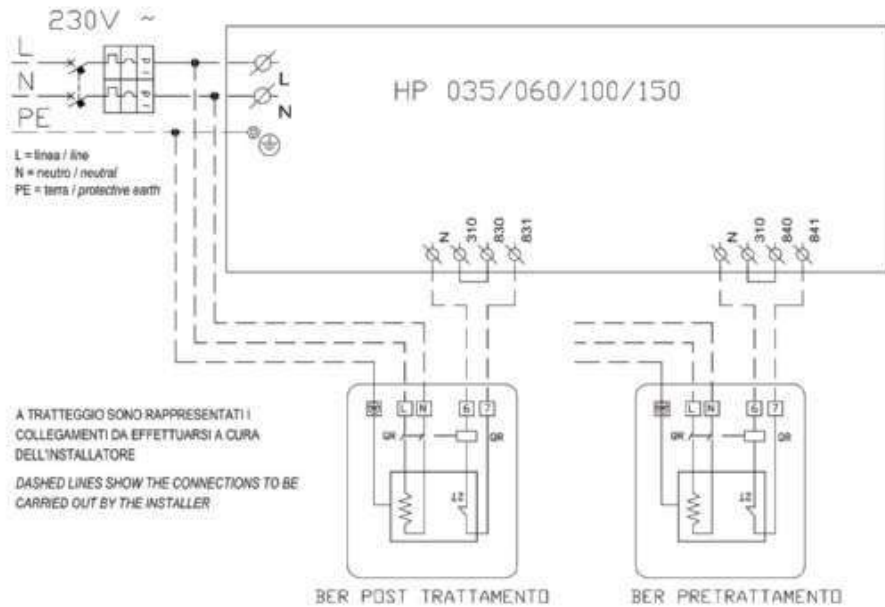 230V ~
L
N
PE
L = linea / line
N = neutro / neutral
PE = terra / protective earth
L
N
HP 035/060/100/150
N 310 830 831
N 310 840 841
L N 6 7
QR QR
L N 6 7
QR QR
A TRATTEGGIO SONO RAPPRESENTATI I
COLLEGAMENTI DA EFFETTUARSI A CURA
DELL'INSTALLATORE
DASHED LINES SHOW THE CONNECTIONS TO BE
CARRIED OUT BY THE INSTALLER
BER POST TRATTAMENTO
BER PRETRATTAMENTO